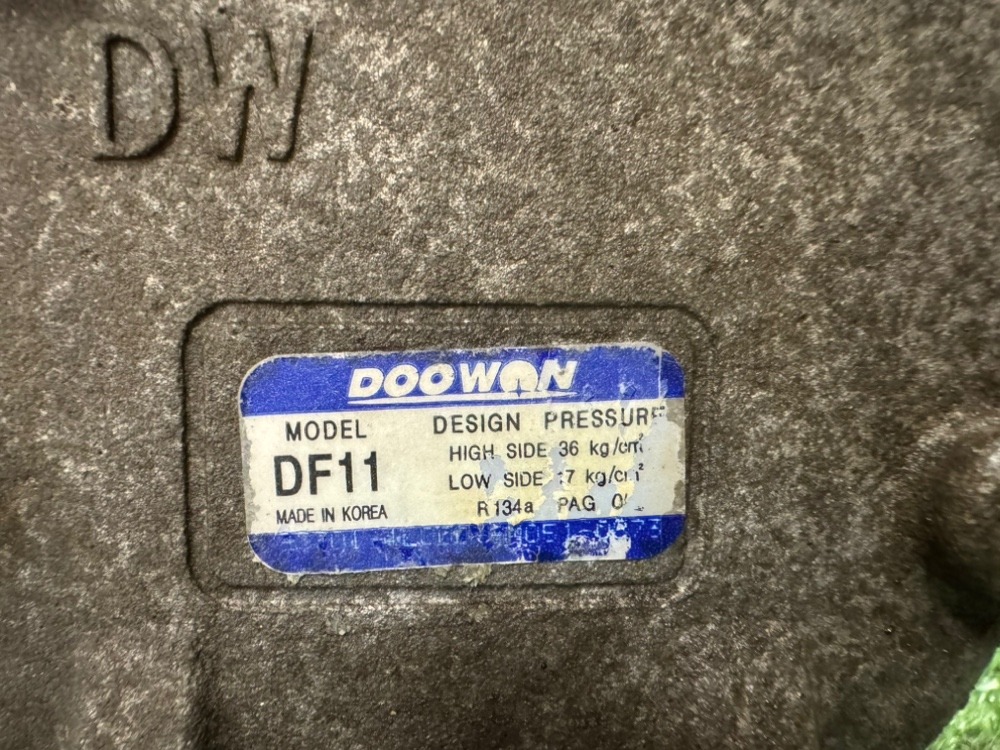 DW
DOOWON
MODEL
DF11
MADE IN KOREA
DESIGN PRESSURE
HIGH SIDE 36 kg/cm²
LOW SIDE kg/cm²
R134a PAG